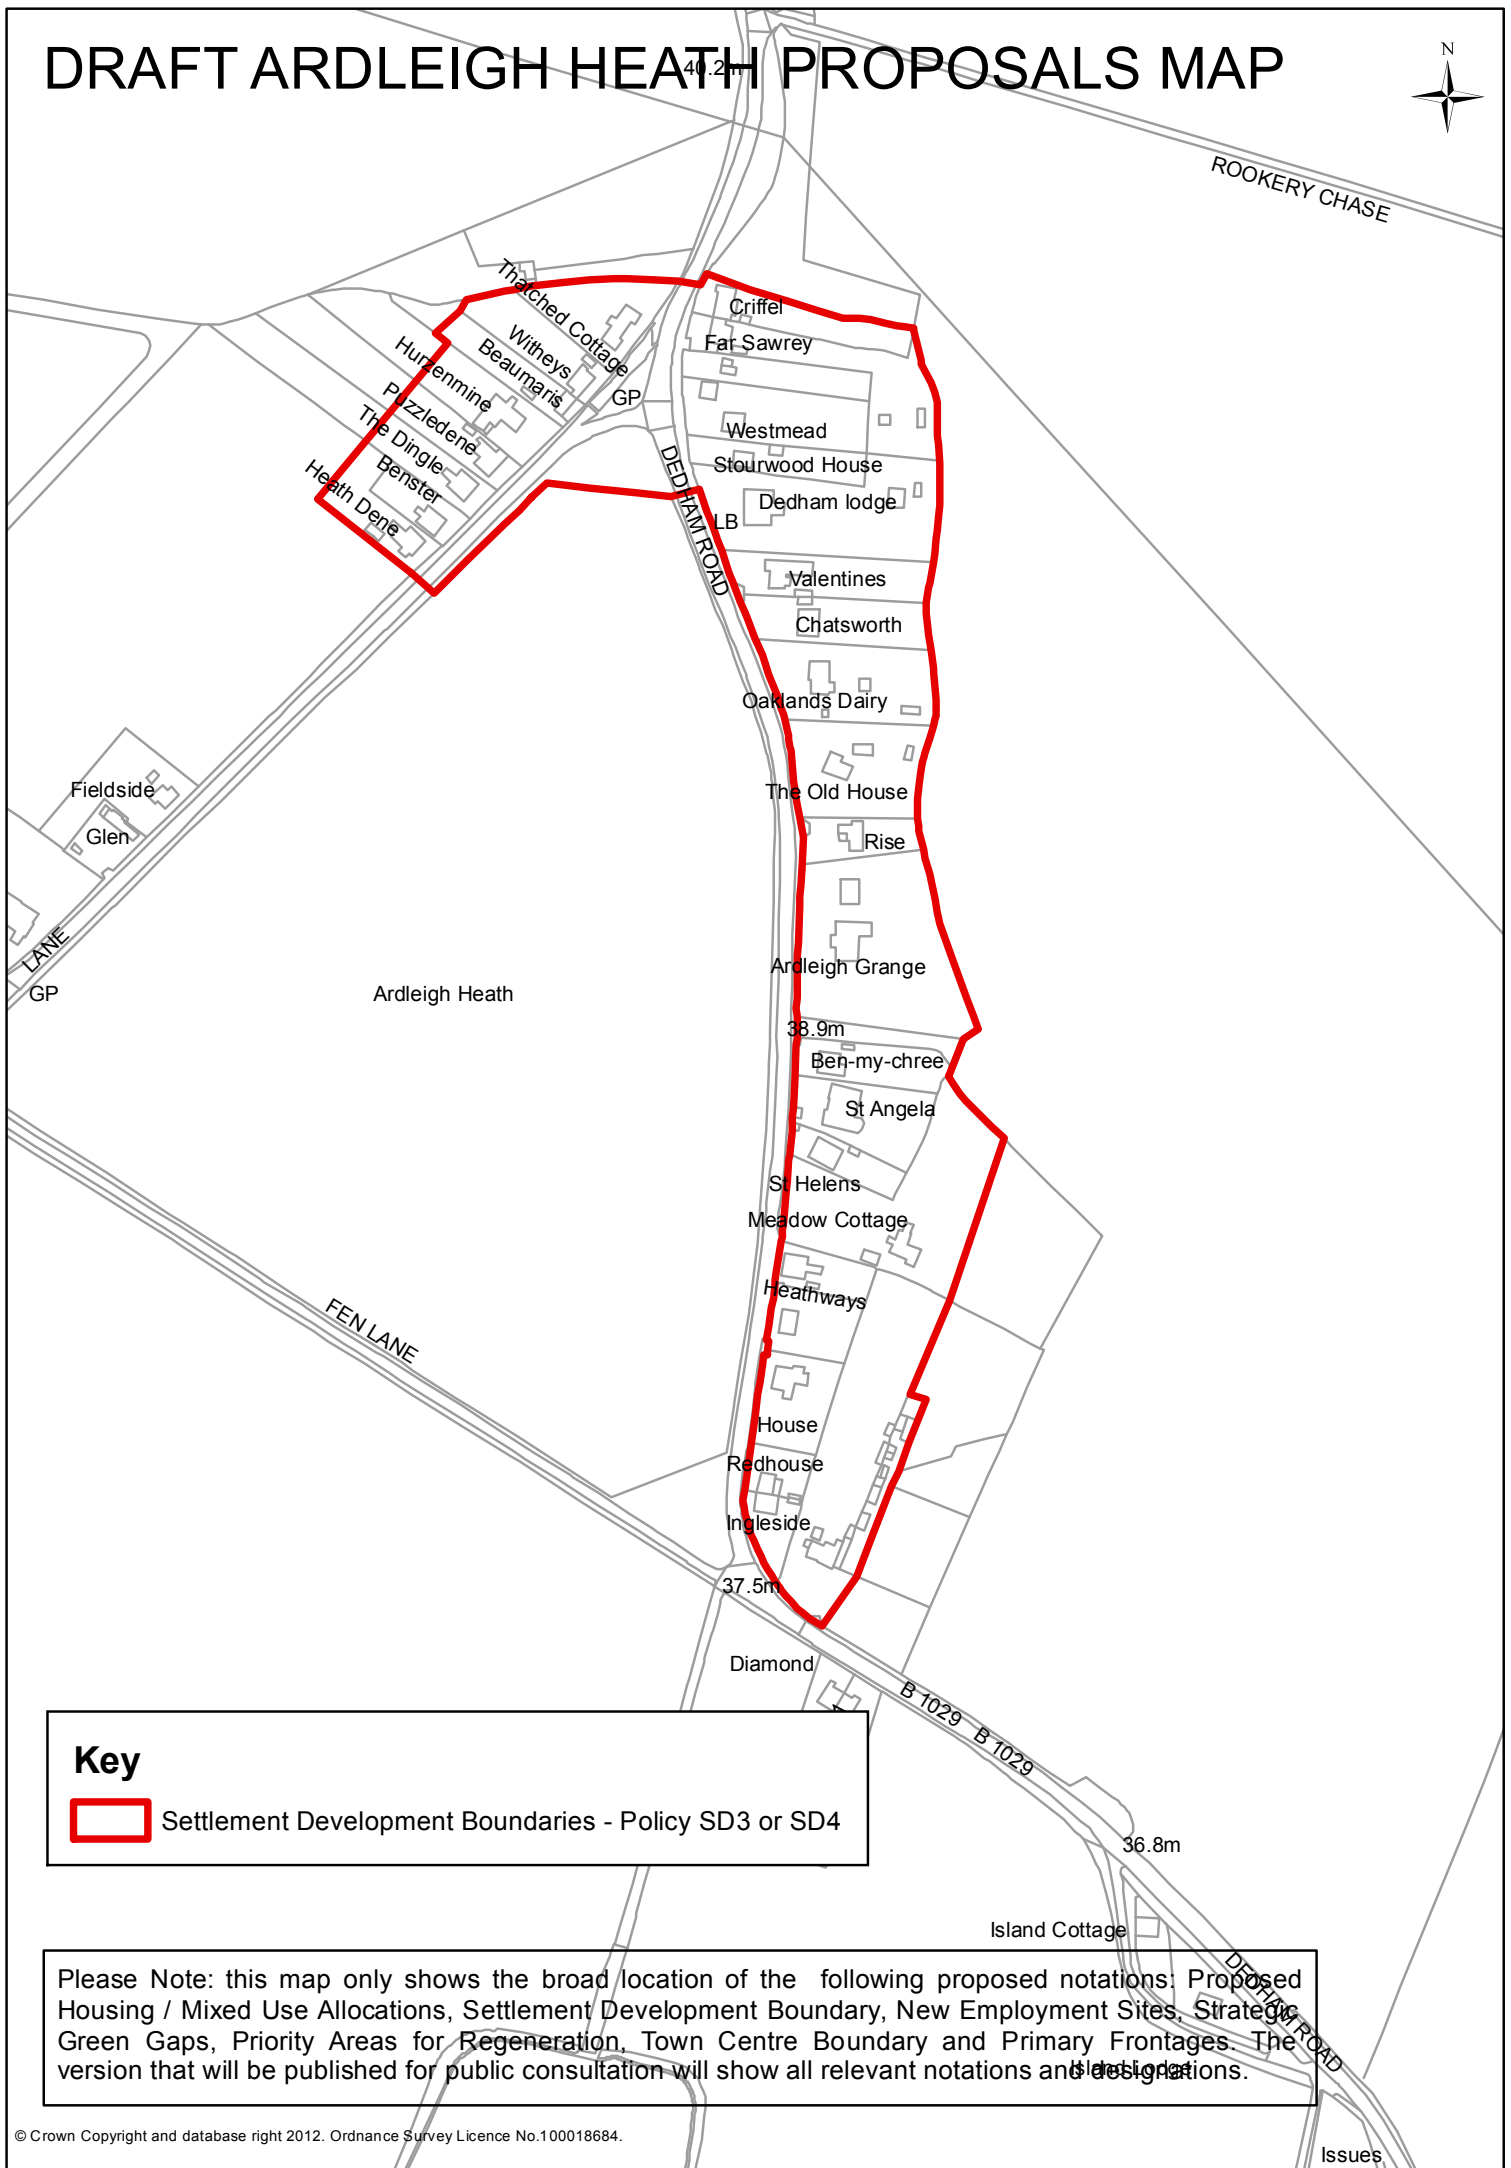 DRAFT ARDLEIGH HEATH PROPOSALS MAP
40.2m
N
ROOKERY CHASE
Thatched Cottage
Criffel
Witheys
Far Sawrey
Beaumaris
Hurzenmine
GP
Puzzledene
The Dingle
Westmead
Benster
Stourwood House
Heath Dene
DEDHAM ROAD
Dedham lodge
LB
Valentines
Chatsworth
Oaklands Dairy
Fieldside
The Old House
Glen
Rise
LANE
Ardleigh Grange
GP
Ardleigh Heath
38.9m
Ben-my-chree
St Angela
St Helens
Meadow Cottage
Heathways
FEN LANE
House
Redhouse
Ingleside
37.5m
Diamond
B 1029
B 1029
Key
Settlement Development Boundaries - Policy SD3 or SD4
36.8m
Island Cottage
DEDHAM ROAD
Please Note: this map only shows the broad location of the following proposed notations: Proposed
Housing / Mixed Use Allocations, Settlement Development Boundary, New Employment Sites, Strategic
Green Gaps, Priority Areas for Regeneration, Town Centre Boundary and Primary Frontages. The
version that will be published for public consultation will show all relevant notations and designations.
Island Lodge
© Crown Copyright and database right 2012. Ordnance Survey Licence No.100018684.
Issues